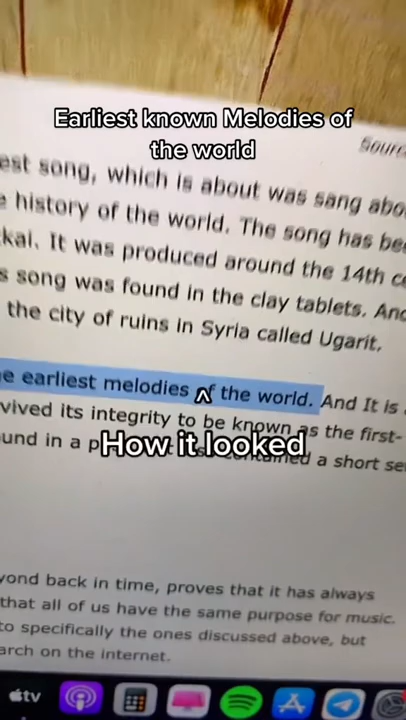 Earliest known Melodies of
the world
est song, which is about was sang abo
e history of the world. The song has be
kal. It was produced around the 14th ce
s song was found in the clay tablets. And
the city of ruins in Syria called Ugarit.
e earliest melodies of the world. And It is
vived its integrity to be known as the first-
und in a p
How it looked
contained a short se
yond back in time, proves that it has always
that all of us have the same purpose for music.
to specifically the ones discussed above, but
arch on the internet.
tv